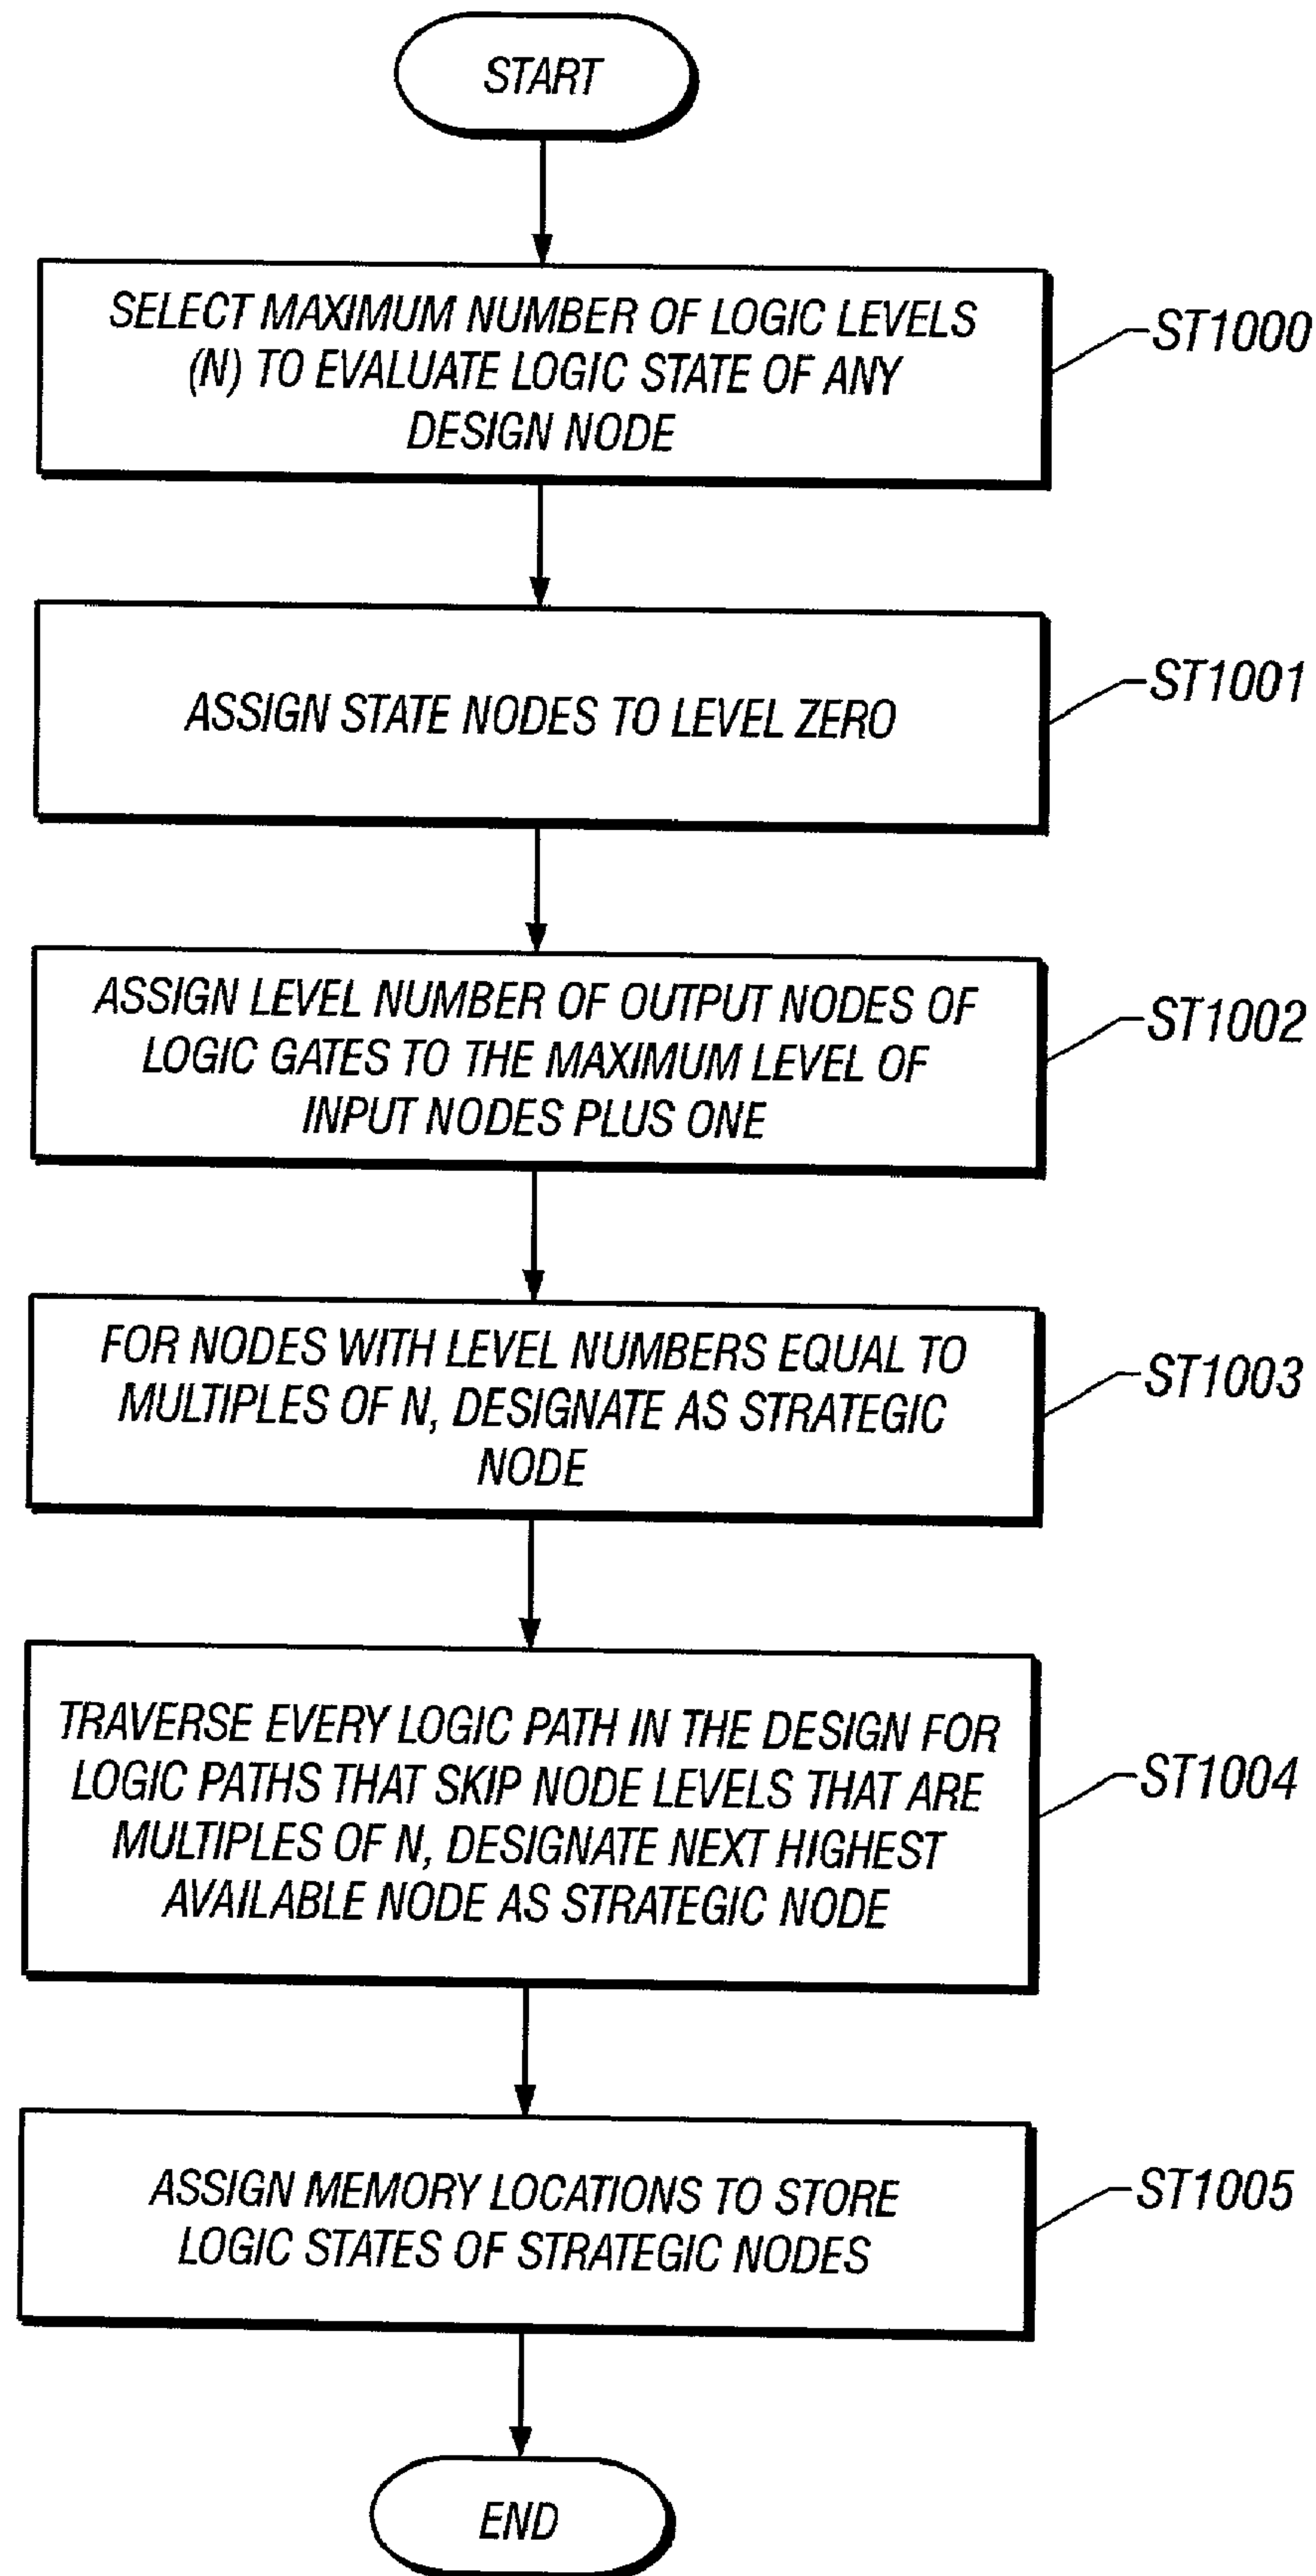 START
SELECT MAXIMUM NUMBER OF LOGIC LEVELS
(N) TO EVALUATE LOGIC STATE OF ANY
DESIGN NODE
ST1000
ASSIGN STATE NODES TO LEVEL ZERO
ST1001
ASSIGN LEVEL NUMBER OF OUTPUT NODES OF
LOGIC GATES TO THE MAXIMUM LEVEL OF
INPUT NODES PLUS ONE
ST1002
FOR NODES WITH LEVEL NUMBERS EQUAL TO
MULTIPLES OF N, DESIGNATE AS STRATEGIC
NODE
ST1003
TRAVERSE EVERY LOGIC PATH IN THE DESIGN FOR
LOGIC PATHS THAT SKIP NODE LEVELS THAT ARE
MULTIPLES OF N, DESIGNATE NEXT HIGHEST
AVAILABLE NODE AS STRATEGIC NODE
ST1004
ASSIGN MEMORY LOCATIONS TO STORE
LOGIC STATES OF STRATEGIC NODES
ST1005
END